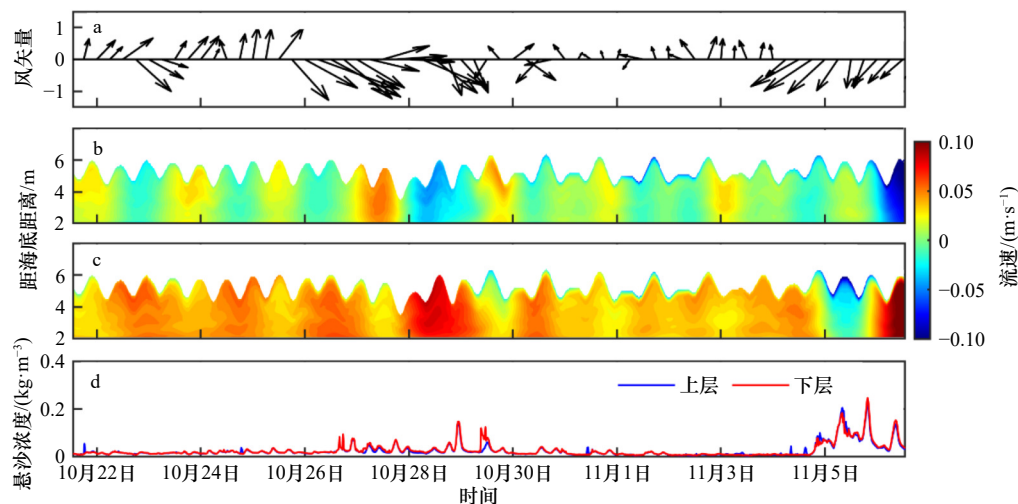 a
风矢量
1
0
−1
b
6
4
2
c
6
4
2
距海底距离/m
0.10
0.05
0
−0.05
−0.10
流速/(m·s⁻¹)
d
上层
下层
悬沙浓度/(kg·m⁻³)
0.4
0.2
0
10月22日 10月24日 10月26日 10月28日 10月30日 11月1日 11月3日 11月5日
时间